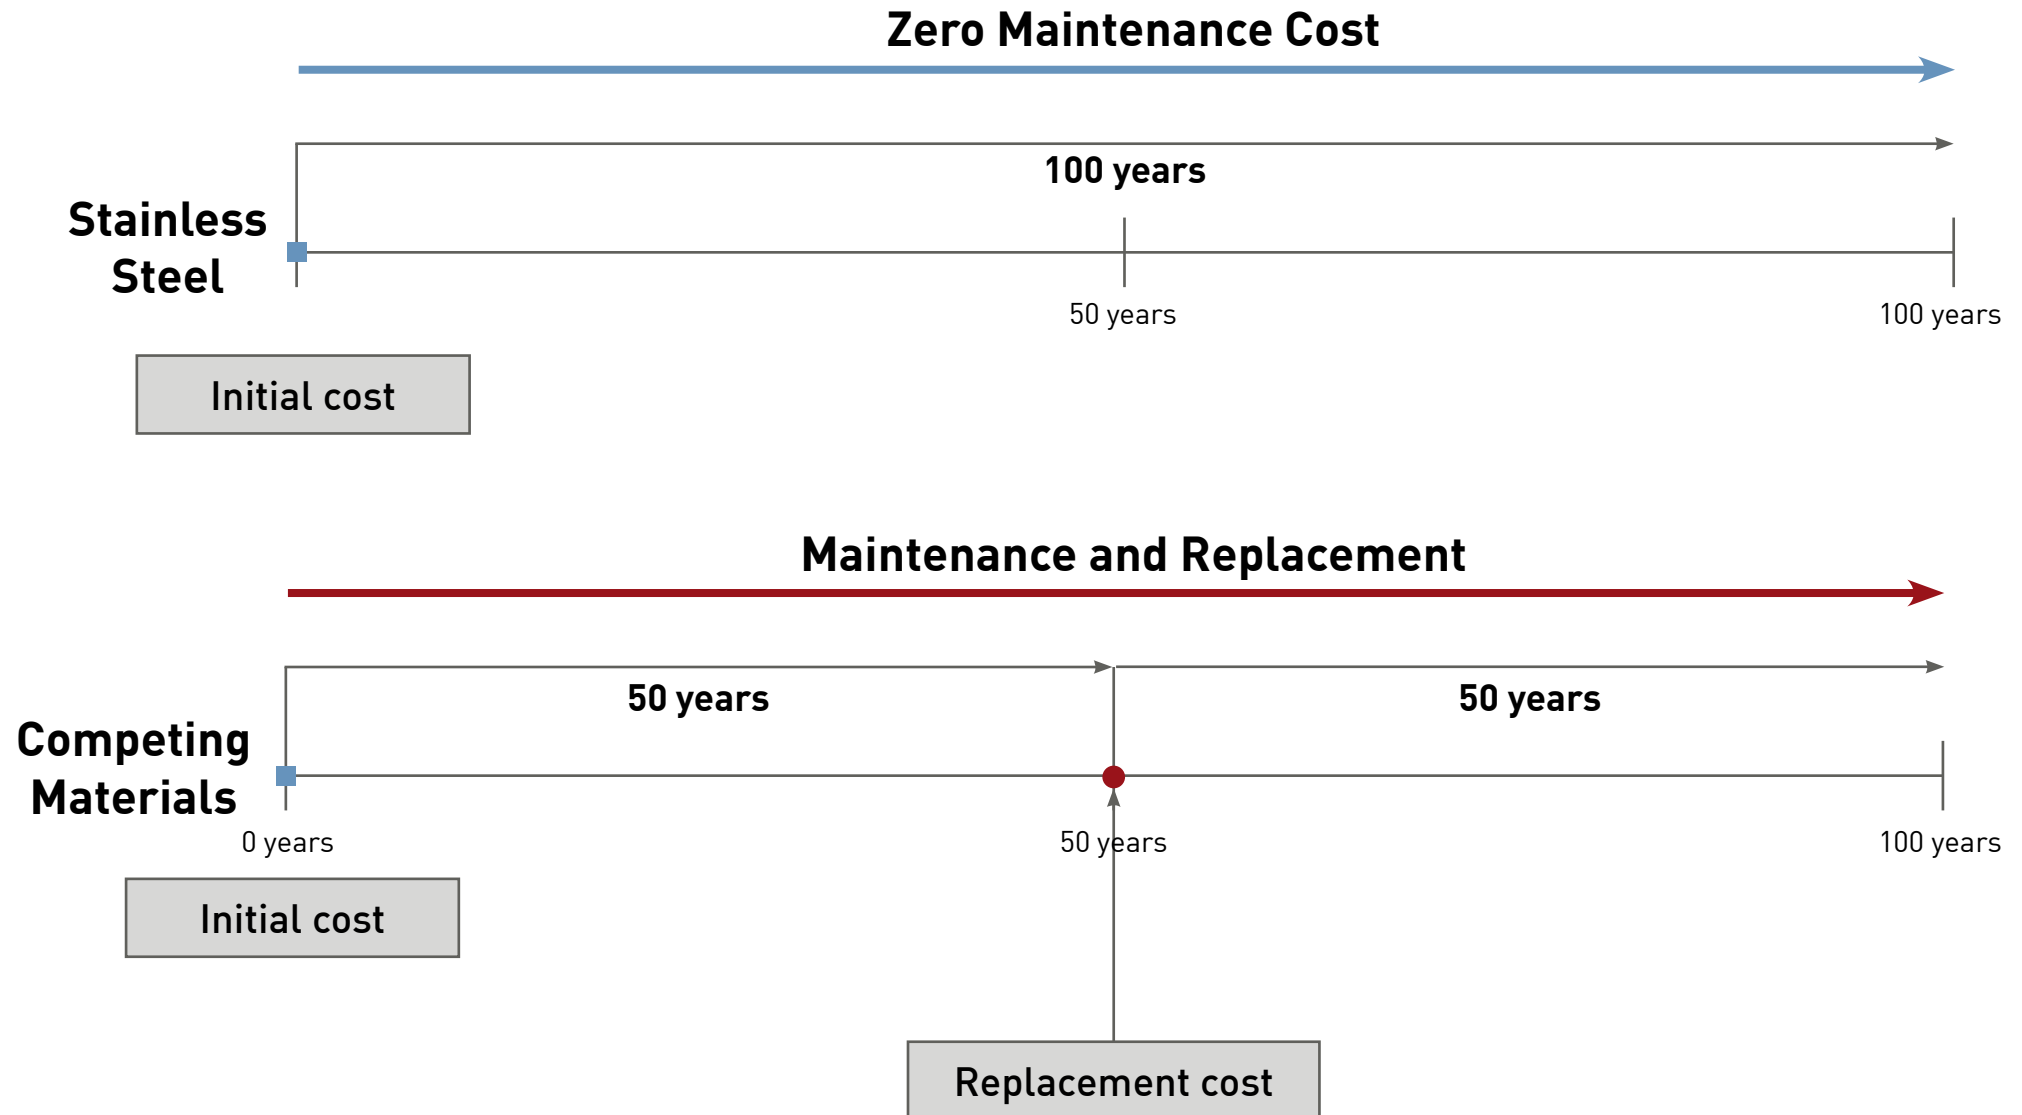 Zero Maintenance Cost
100 years
Stainless
Steel
50 years
100 years
Initial cost
Maintenance and Replacement
50 years
50 years
Competing
Materials
0 years
50 years
100 years
Initial cost
Replacement cost